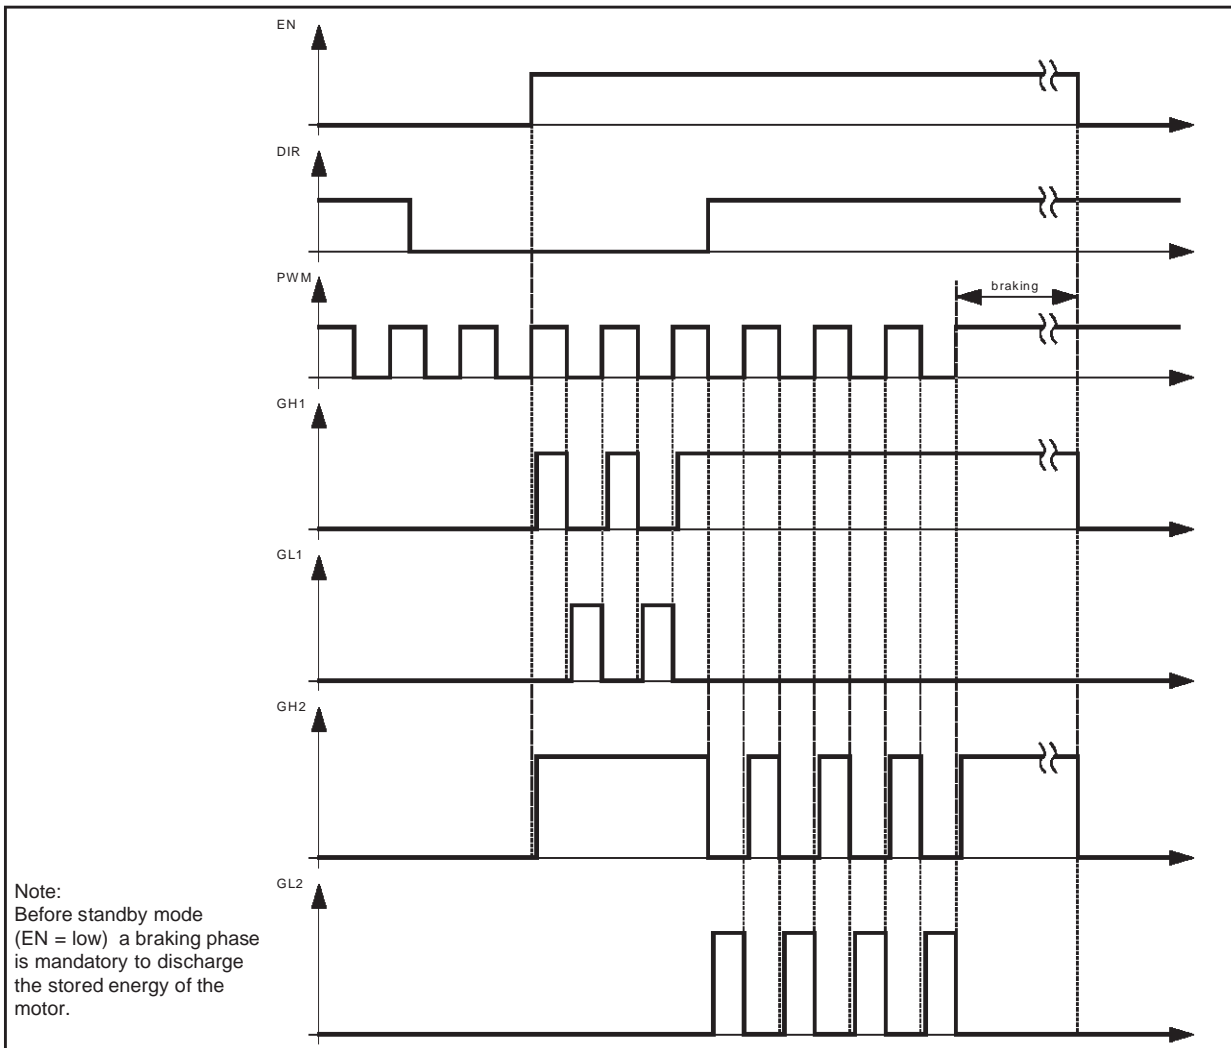 EN
DIR
PWM
braking
GH1
GL1
GH2
GL2
Note:
Before standby mode
(EN = low) a braking phase
is mandatory to discharge
the stored energy of the
motor.